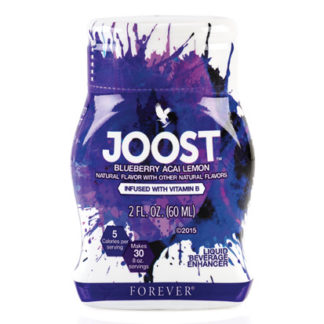 JOOST™
BLUEBERRY ACAI LEMON
NATURAL FLAVOR WITH OTHER NATURAL FLAVORS
INFUSED WITH VITAMIN B
2 FL. OZ. (60 ML)
©2015
5
Calories per
serving
Makes
30
8 oz.
servings
LIQUID
BEVERAGE
ENHANCER
FOREVER®